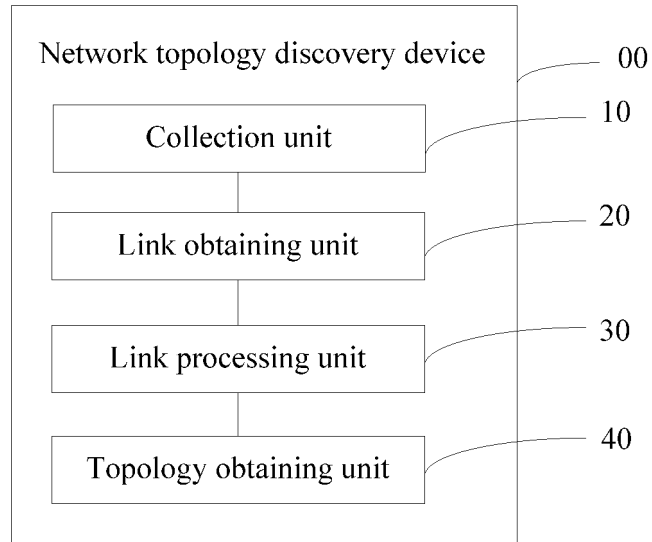 Network topology discovery device
00
Collection unit
10
Link obtaining unit
20
Link processing unit
30
Topology obtaining unit
40